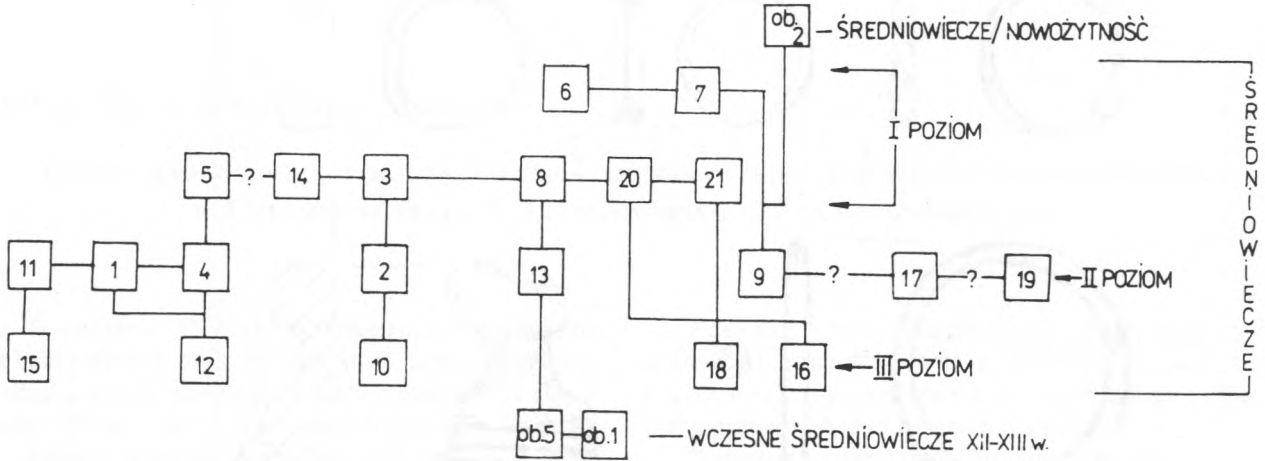 ob. 2 – ŚREDNIOWIECZE/NOWOŻYTNOŚĆ
6 7
I POZIOM
5 ? 14 3 8 20 21
11 1 4 2 13 9 ? 17 ? 19 II POZIOM
15 12 10 18 16 III POZIOM
ob.5 ob.1 — WCZESNE ŚREDNIOWIECZE XII-XIII w.
ŚREDNIOWIECZE